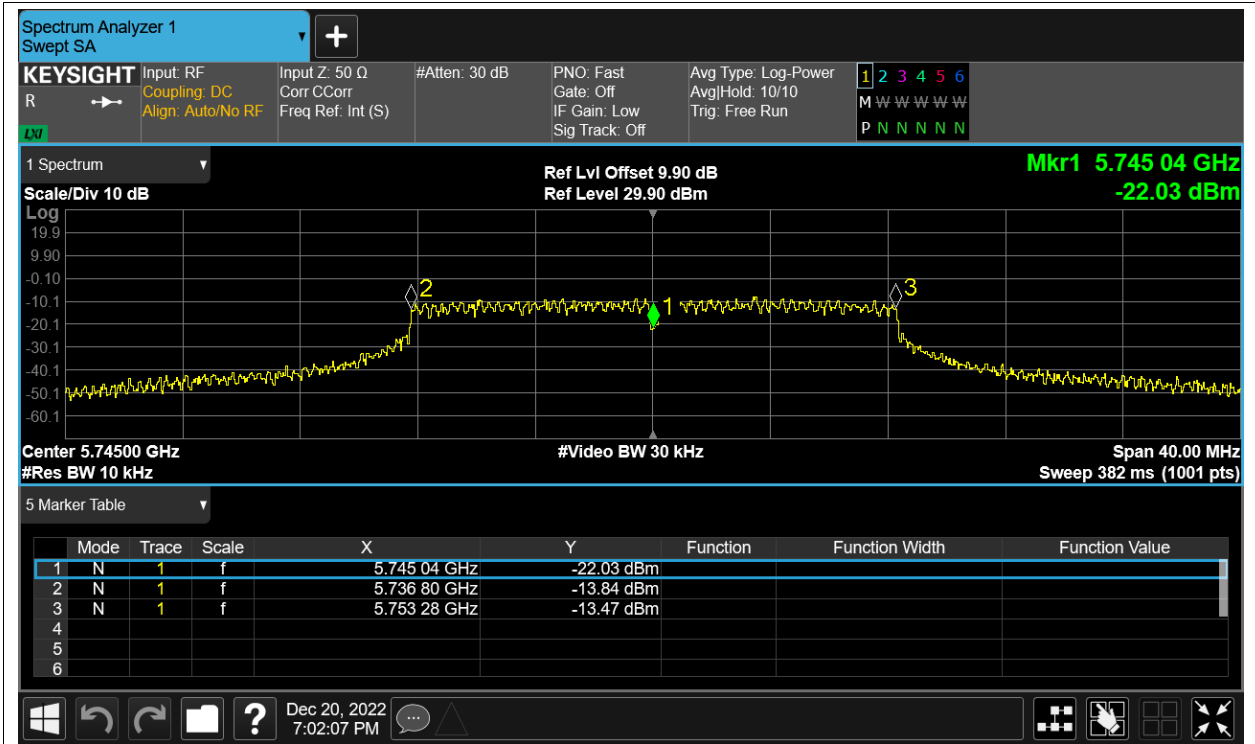 Spectrum Analyzer 1
Swept SA
+
KEYSIGHT Input: RF Input Z: 50 Ω #Atten: 30 dB PNO: Fast Avg Type: Log-Power 1 2 3 4 5 6
R Coupling: DC Corr CCorr Gate: Off Avg|Hold: 10/10 M W W W W W
Align: Auto/No RF Freq Ref: Int (S) IF Gain: Low Trig: Free Run
LXI Sig Track: Off P N N N N N
1 Spectrum Ref Lvl Offset 9.90 dB Mkr1 5.745 04 GHz
Scale/Div 10 dB Ref Level 29.90 dBm -22.03 dBm
Log
19.9
9.90
-0.10
-10.1
-20.1
-30.1
-40.1
-50.1
-60.1
2
1
3
Center 5.74500 GHz #Video BW 30 kHz Span 40.00 MHz
#Res BW 10 kHz Sweep 382 ms (1001 pts)
5 Marker Table
Mode Trace Scale X Y Function Function Width Function Value
1 N 1 f 5.745 04 GHz -22.03 dBm
2 N 1 f 5.736 80 GHz -13.84 dBm
3 N 1 f 5.753 28 GHz -13.47 dBm
4
5
6
? Dec 20, 2022
7:02:07 PM